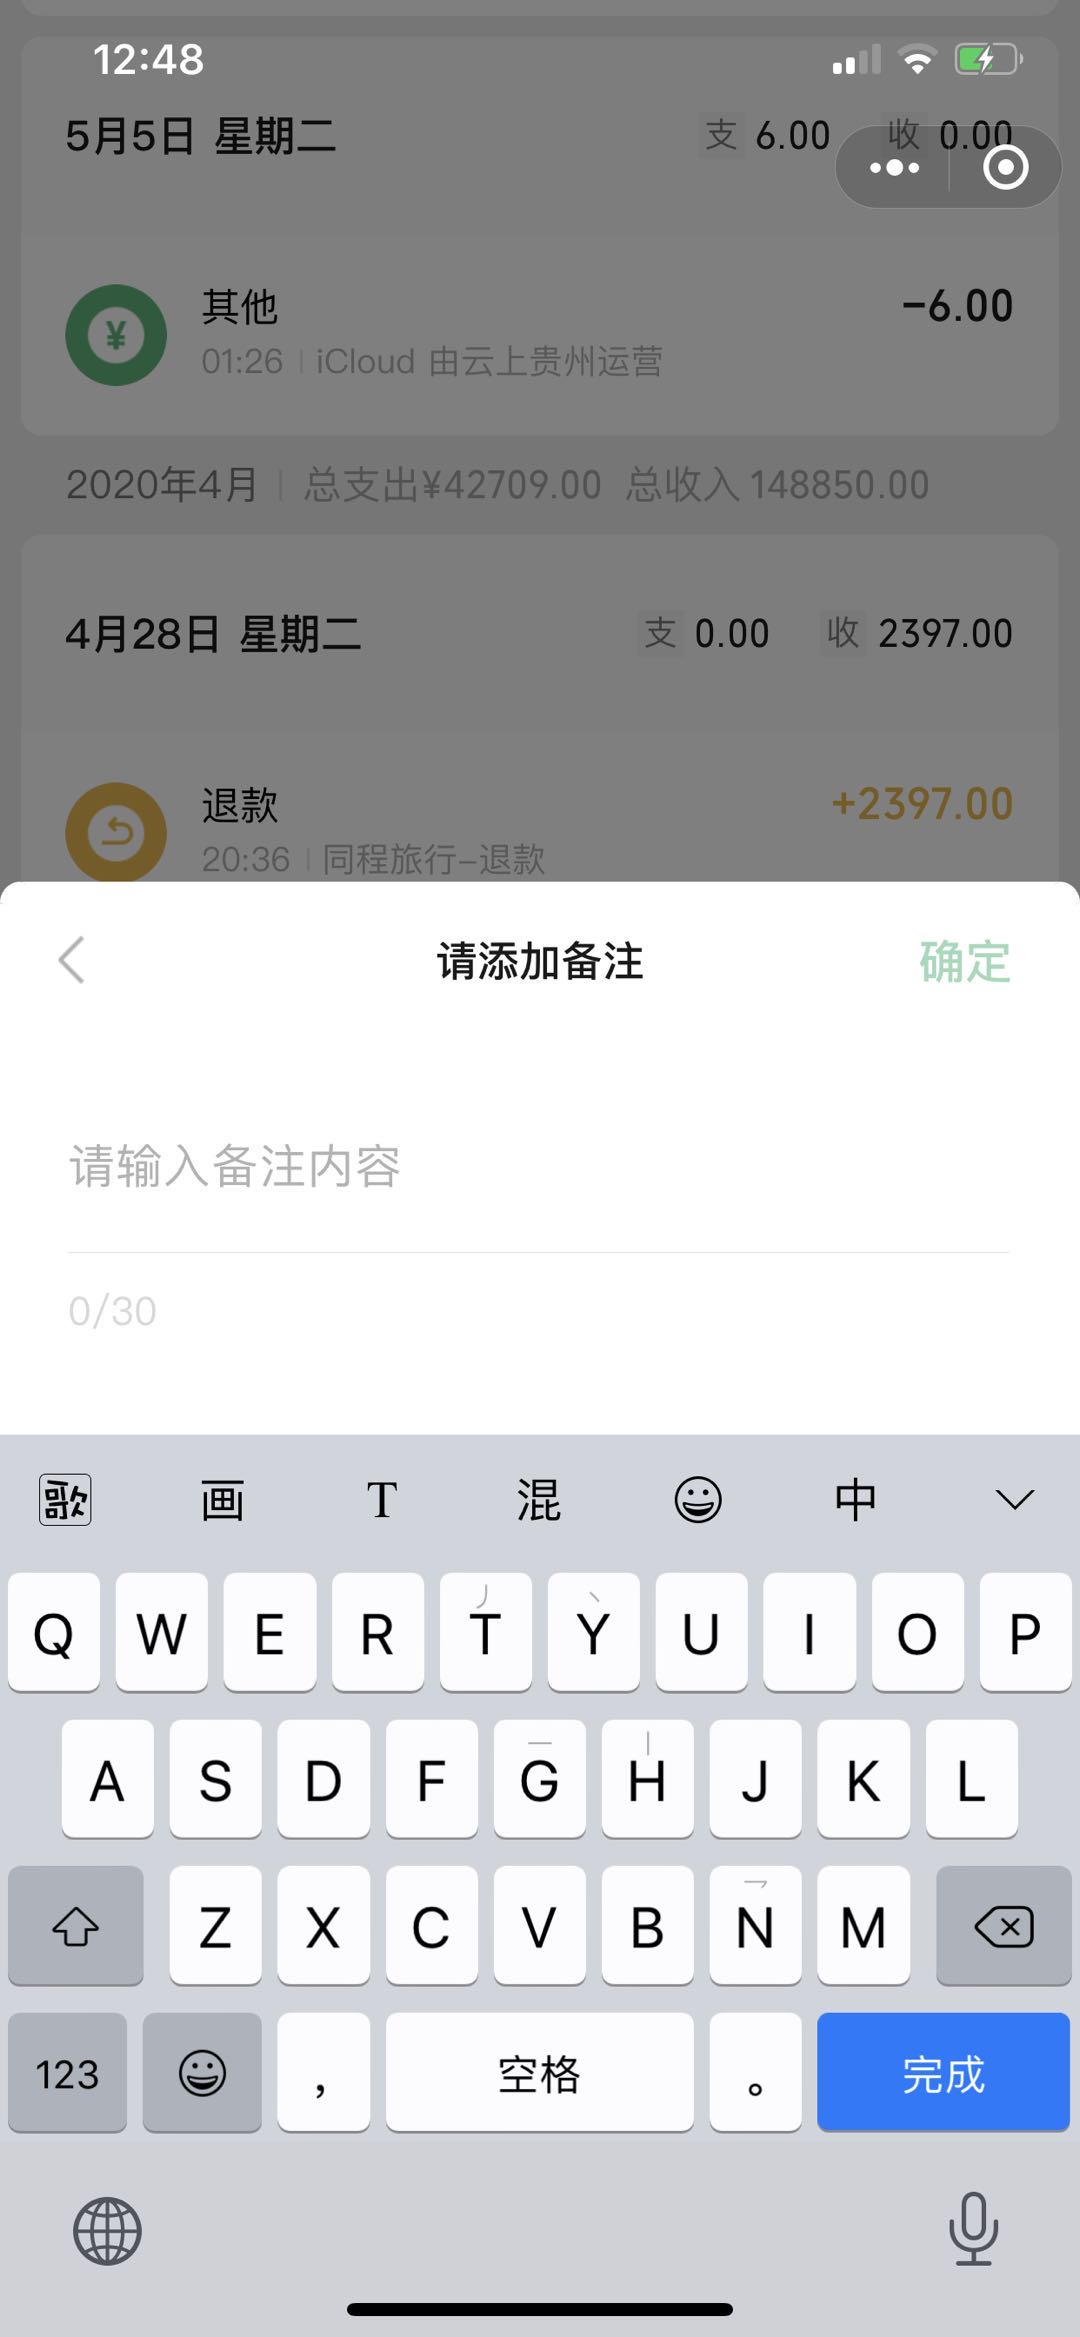 12:48
5月5日 星期二 支 6.00 收 0.00
¥
其他 -6.00
01:26 | iCloud 由云上贵州运营
2020年4月 | 总支出¥42709.00 总收入 148850.00
4月28日 星期二 支 0.00 收 2397.00
退款 +2397.00
20:36 | 同程旅行-退款
请添加备注 确定
请输入备注内容
0/30
歌 画 T 混 中
Q W E R T Y U I O P
A S D F G H J K L
Z X C V B N M
123 , 空格 。 完成